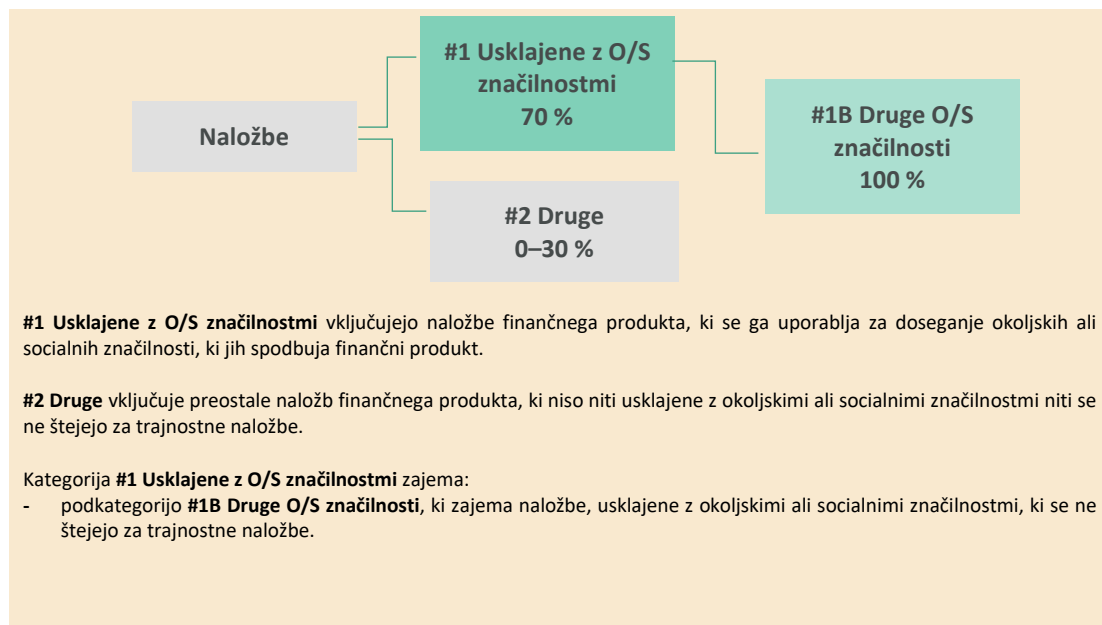 #1 Usklajene z O/S
značilnostmi
70 %
Naložbe
#1B Druge O/S
značilnosti
100 %
#2 Druge
0–30 %
#1 Usklajene z O/S značilnostmi vključujejo naložbe finančnega produkta, ki se ga uporablja za doseganje okoljskih ali
socialnih značilnosti, ki jih spodbuja finančni produkt.
#2 Druge vključuje preostale naložb finančnega produkta, ki niso niti usklajene z okoljskimi ali socialnimi značilnostmi niti se
ne štejejo za trajnostne naložbe.
Kategorija #1 Usklajene z O/S značilnostmi zajema:
- podkategorijo #1B Druge O/S značilnosti, ki zajema naložbe, usklajene z okoljskimi ali socialnimi značilnostmi, ki se ne
štejejo za trajnostne naložbe.